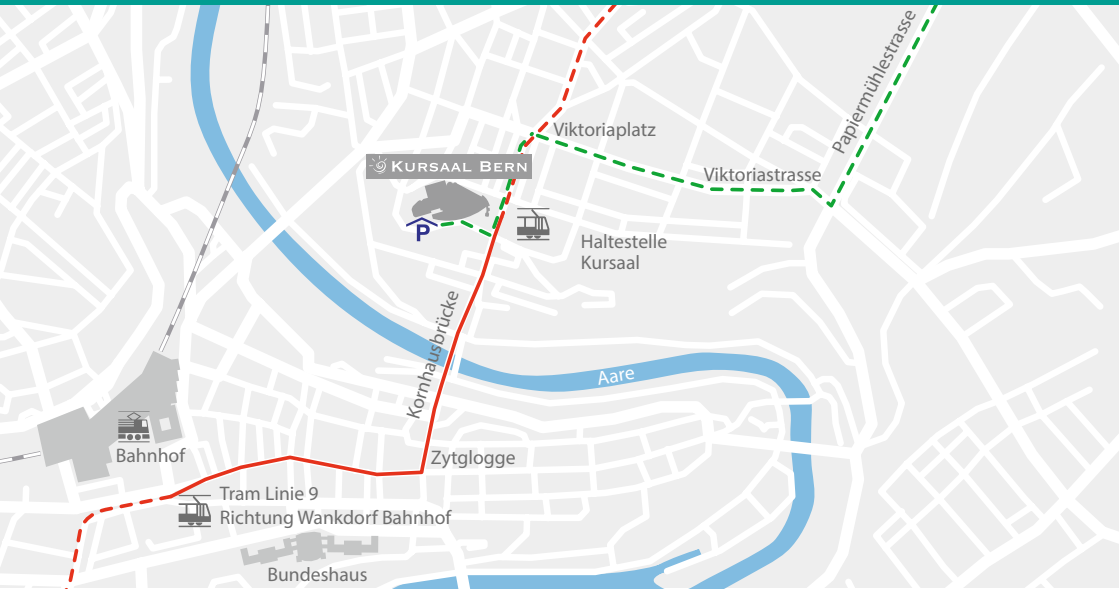 Papiermühlestrasse
Viktoriaplatz
KURSAAL BERN
Viktoriastrasse
P
Haltestelle
Kursaal
Kornhausbrücke
Aare
Bahnhof
Zytglogge
Tram Linie 9
Richtung Wankdorf Bahnhof
Bundeshaus